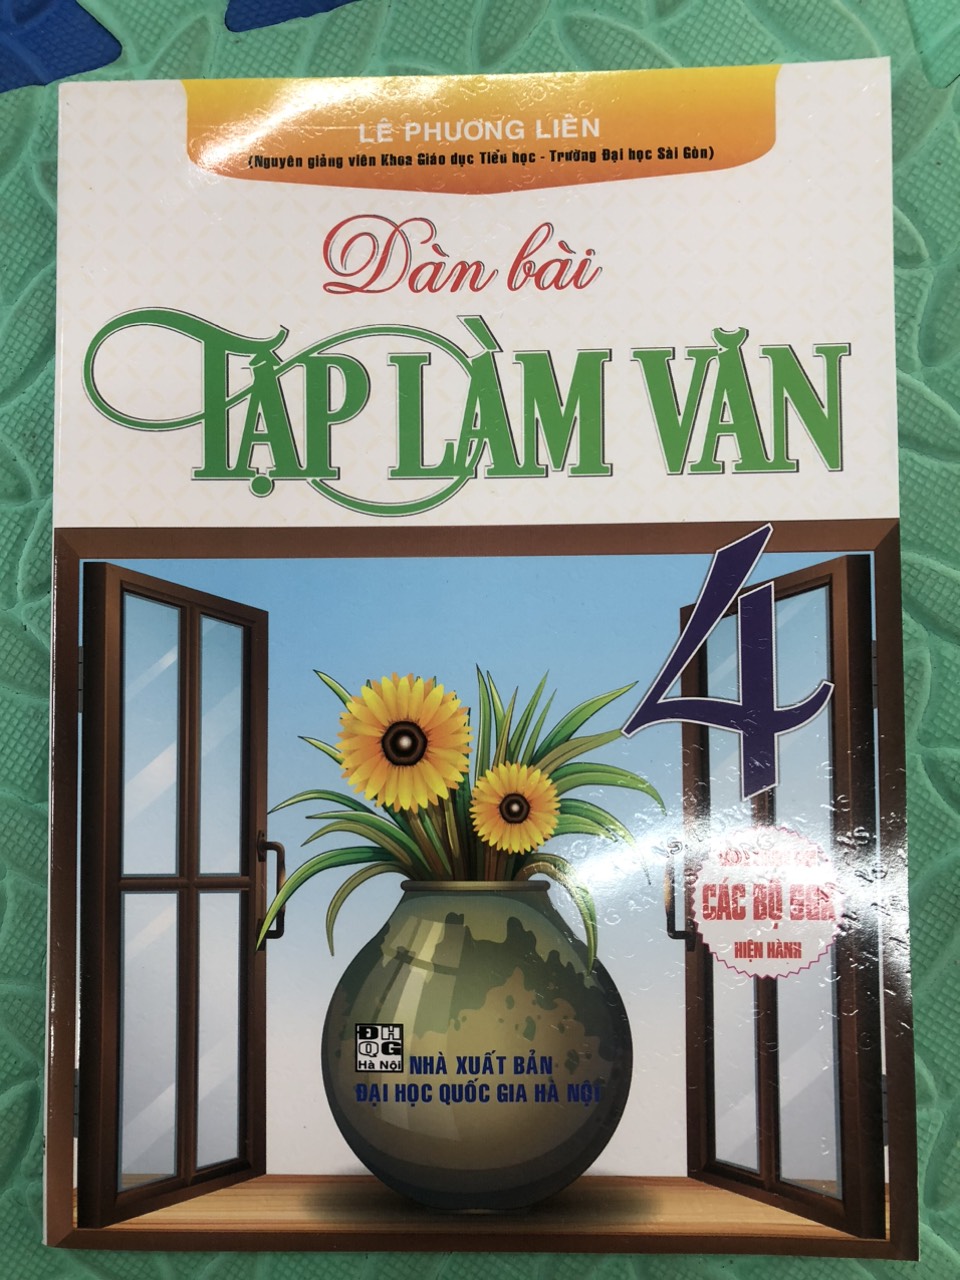 LÊ PHƯƠNG LIÊN
(Nguyên giảng viên Khoa Giáo dục Tiểu học - Trường Đại học Sài Gòn)
Dàn bài
TẬP LÀM VĂN
4
CÁC BỘ SGK
HIỆN HÀNH
ĐHQG
Hà Nội
NHÀ XUẤT BẢN
ĐẠI HỌC QUỐC GIA HÀ NỘI